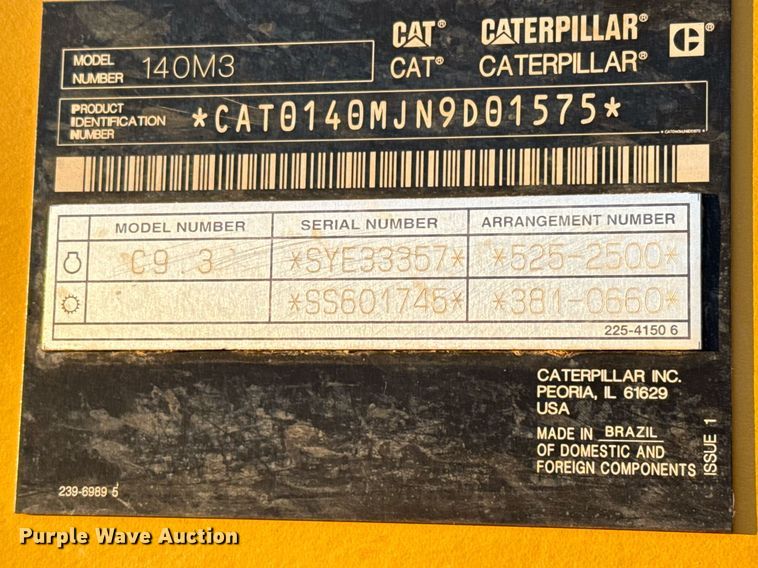 CAT® CATERPILLAR®
CAT® CATERPILLAR®
MODEL NUMBER 140M3
PRODUCT IDENTIFICATION NUMBER *CAT0140MJN9D01575*
MODEL NUMBER SERIAL NUMBER ARRANGEMENT NUMBER
C9.3 *SYE33357* *525-2500*
*SS601745* *381-0660*
225-4150 6
CATERPILLAR INC.
PEORIA, IL 61629
USA
MADE IN BRAZIL
OF DOMESTIC AND
FOREIGN COMPONENTS
ISSUE 1
239-6989 5
Purple Wave Auction